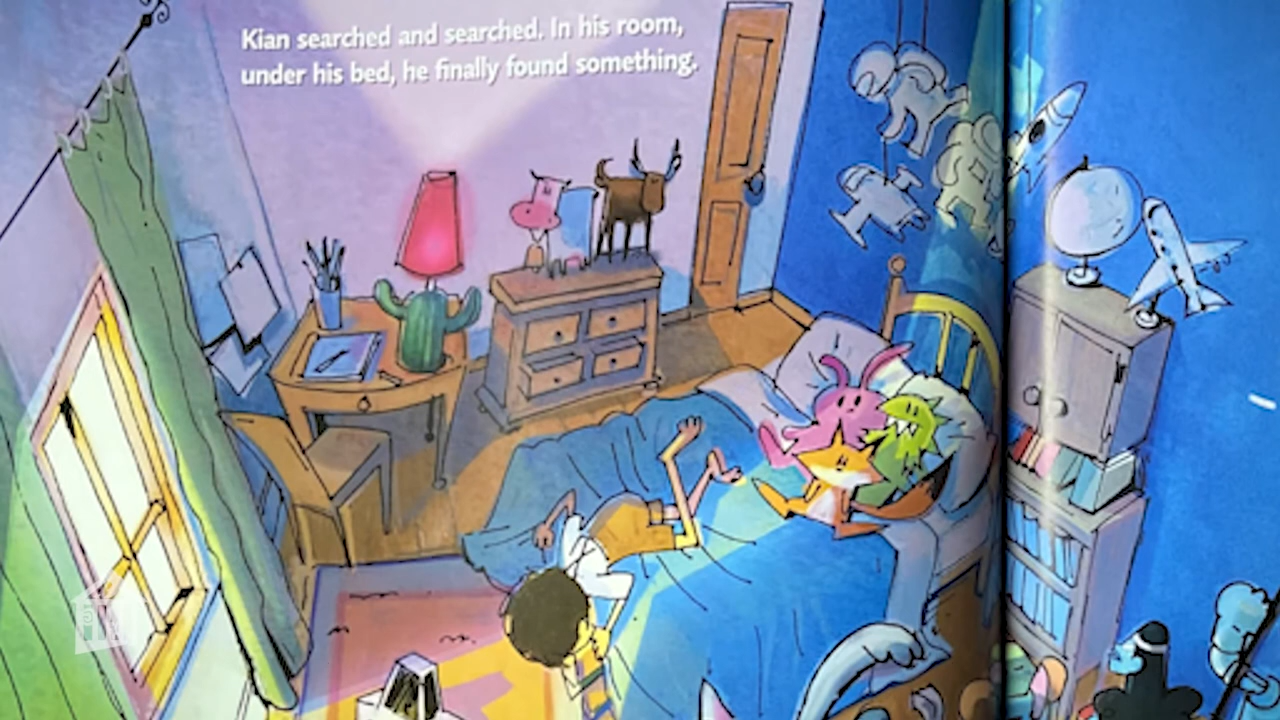 Kian searched and searched. In his room,
under his bed, he finally found something.